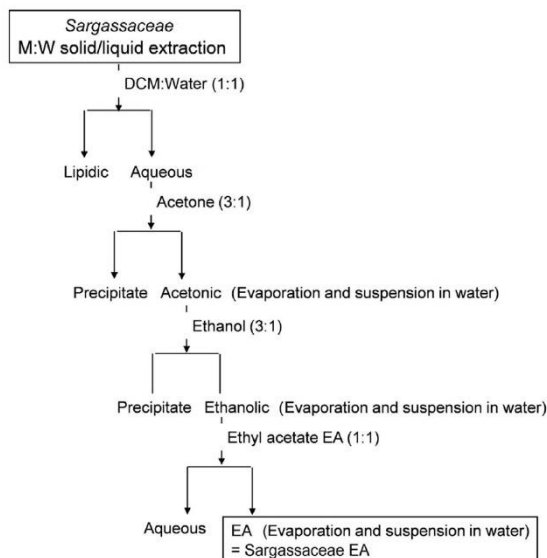 Sargassaceae
M:W solid/liquid extraction
DCM:Water (1:1)
Lipidic Aqueous
Acetone (3:1)
Precipitate Acetonic (Evaporation and suspension in water)
Ethanol (3:1)
Precipitate Ethanolic (Evaporation and suspension in water)
Ethyl acetate EA (1:1)
Aqueous EA (Evaporation and suspension in water)
= Sargassaceae EA